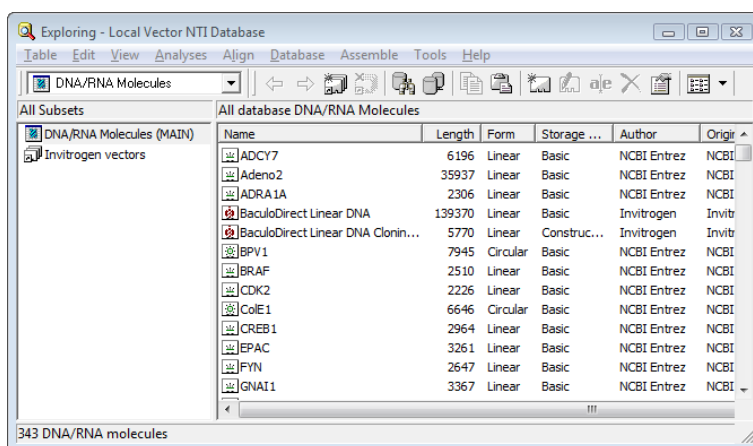 Exploring - Local Vector NTI Database
Table Edit View Analyses Align Database Assemble Tools Help
DNA/RNA Molecules
All Subsets All database DNA/RNA Molecules
DNA/RNA Molecules (MAIN)
Invitrogen vectors
Name Length Form Storage ... Author Origin
ADCY7 6196 Linear Basic NCBI Entrez NCBI
Adeno2 35937 Linear Basic NCBI Entrez NCBI
ADRA1A 2306 Linear Basic NCBI Entrez NCBI
BaculoDirect Linear DNA 139370 Linear Basic Invitrogen Invitr
BaculoDirect Linear DNA Clonin... 5770 Linear Construc... Invitrogen Invitr
BPV1 7945 Circular Basic NCBI Entrez NCBI
BRAF 2510 Linear Basic NCBI Entrez NCBI
CDK2 2226 Linear Basic NCBI Entrez NCBI
ColE1 6646 Circular Basic NCBI Entrez NCBI
CREB1 2964 Linear Basic NCBI Entrez NCBI
EPAC 3261 Linear Basic NCBI Entrez NCBI
FYN 2647 Linear Basic NCBI Entrez NCBI
GNAI1 3367 Linear Basic NCBI Entrez NCBI
343 DNA/RNA molecules